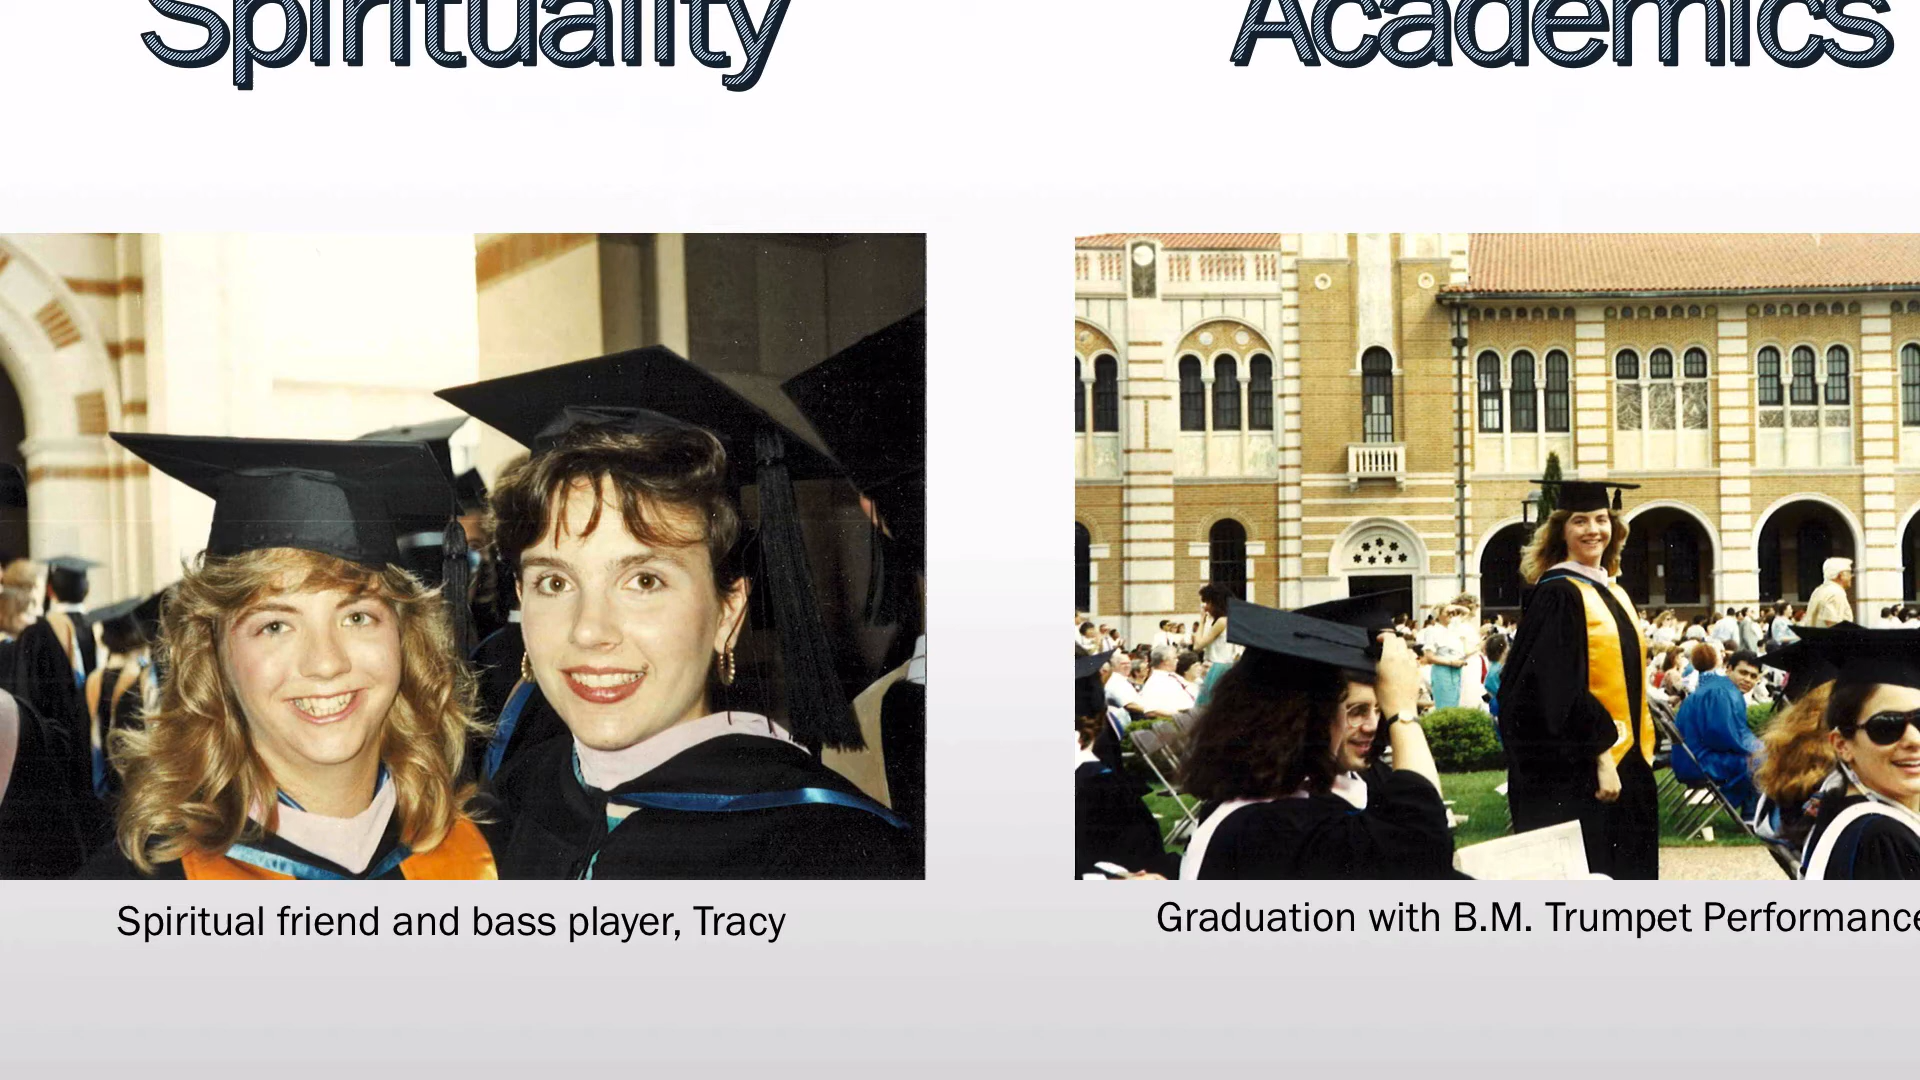 Spirituality
Academics
Spiritual friend and bass player, Tracy
Graduation with B.M. Trumpet Performance